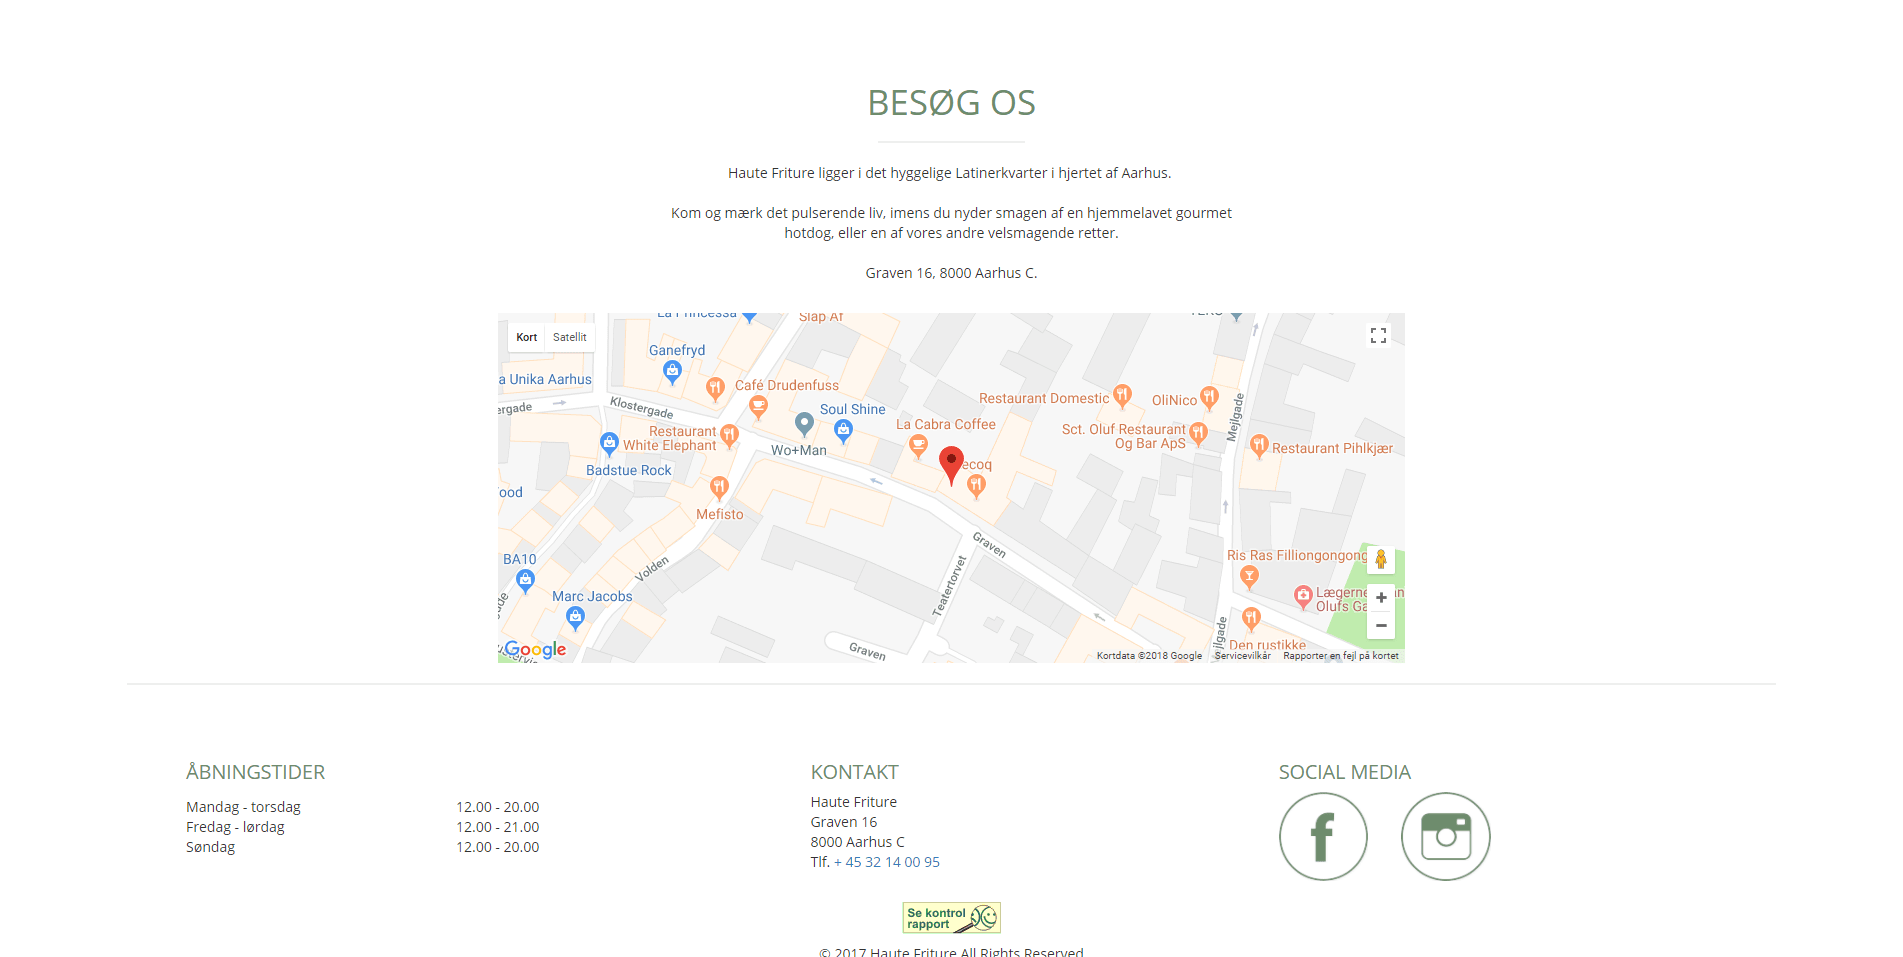 BESØG OS
Haute Friture ligger i det hyggelige Latinerkvarter i hjertet af Aarhus.
Kom og mærk det pulserende liv, imens du nyder smagen af en hjemmelavet gourmet
hotdog, eller en af vores andre velsmagende retter.
Graven 16, 8000 Aarhus C.
Kort
Satellit
La Princessa
Slap Af
Ganefryd
a Unika Aarhus
Café Drudenfuss
Klostergade
ergade
Soul Shine
Restaurant Domestic
OliNico
Mejlgade
La Cabra Coffee
Restaurant
White Elephant
Sct. Oluf Restaurant
Og Bar ApS
Restaurant Pihlkjær
Wo+Man
ecoq
Badstue Rock
ood
Mefisto
Graven
BA10
Volden
Teatertorvet
Ris Ras Filliongongong
Marc Jacobs
Lægerne
Olufs Ga
Graven
jlgade
Den rustikke
Google
Kortdata ©2018 Google
Servicevilkår
Rapporter en fejl på kortet
ÅBNINGSTIDER
Mandag - torsdag 12.00 - 20.00
Fredag - lørdag 12.00 - 21.00
Søndag 12.00 - 20.00
KONTAKT
Haute Friture
Graven 16
8000 Aarhus C
Tlf. + 45 32 14 00 95
SOCIAL MEDIA
Se kontrol
rapport
© 2017 Haute Friture All Rights Reserved